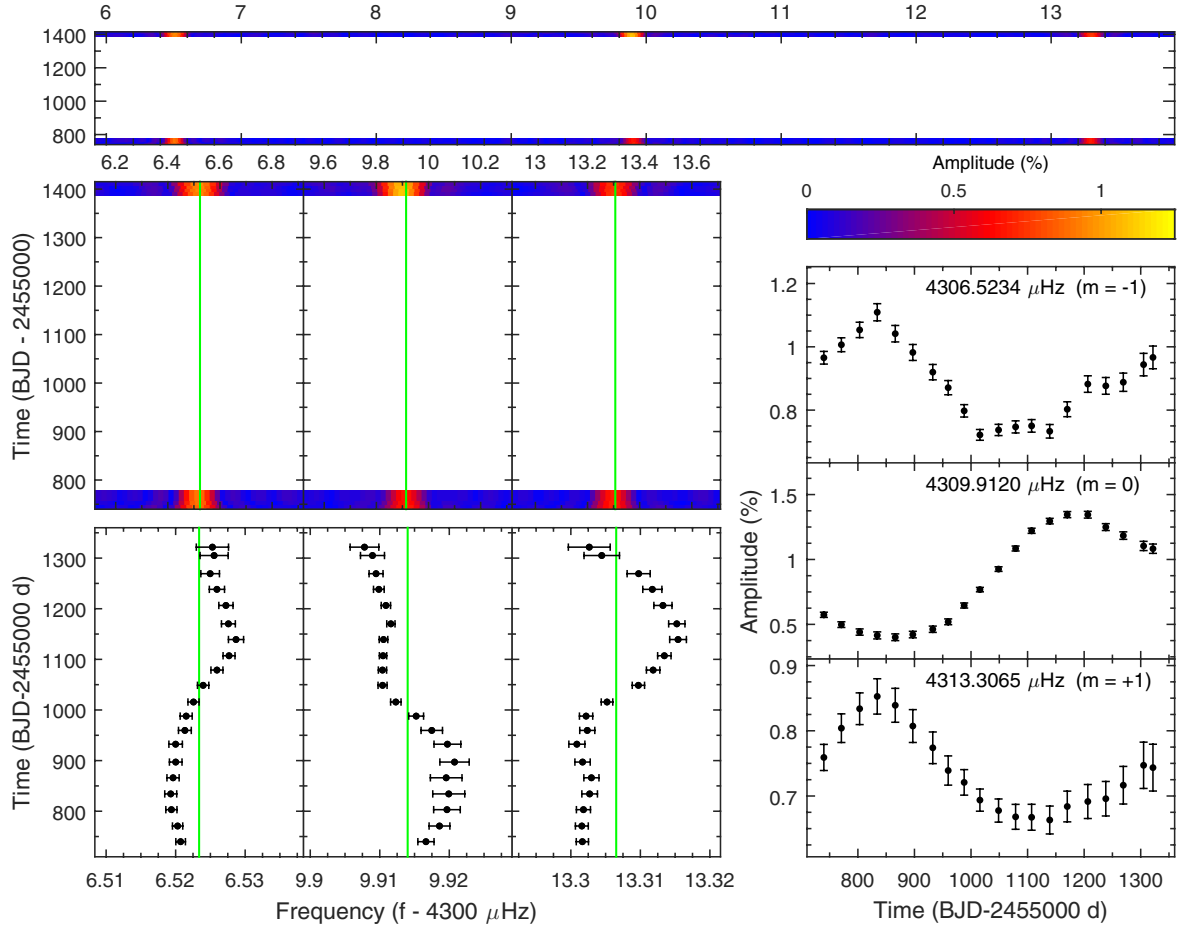 6 7 8 9 10 11 12 13
1400
1200
1000
800
6.2 6.4 6.6 6.8 9.6 9.8 10 10.2 13 13.2 13.4 13.6
Amplitude (%)
0 0.5 1
Time (BJD - 2455000)
1400
1300
1200
1100
1000
900
800
Time (BJD-2455000 d)
1300
1200
1100
1000
900
800
6.51 6.52 6.53 9.9 9.91 9.92 13.3 13.31 13.32
Frequency (f - 4300 μHz)
Amplitude (%)
4306.5234 μHz (m = -1)
1.2
1
0.8
4309.9120 μHz (m = 0)
1.5
1
0.5
4313.3065 μHz (m = +1)
0.9
0.8
0.7
800 900 1000 1100 1200 1300
Time (BJD-2455000 d)